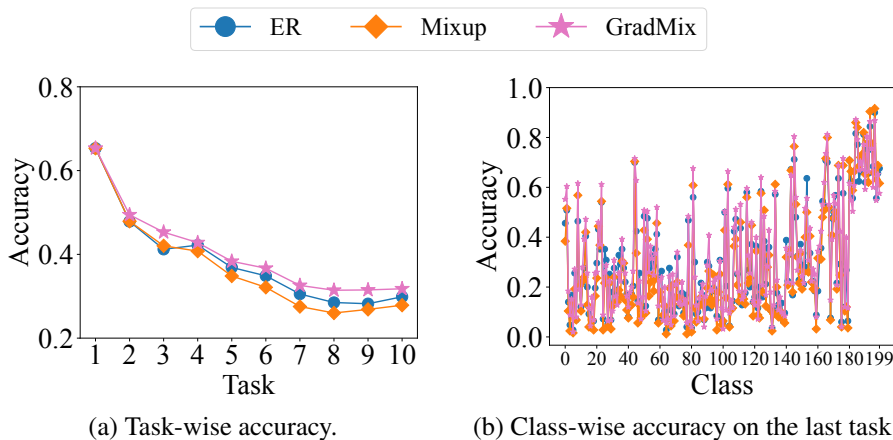 ER Mixup GradMix
0.8
0.6
0.4
0.2
Accuracy
1 2 3 4 5 6 7 8 9 10
Task
(a) Task-wise accuracy.
1.0
0.8
0.6
0.4
0.2
0.0
Accuracy
0 20 40 60 80 100 120 140 160 180 199
Class
(b) Class-wise accuracy on the last task